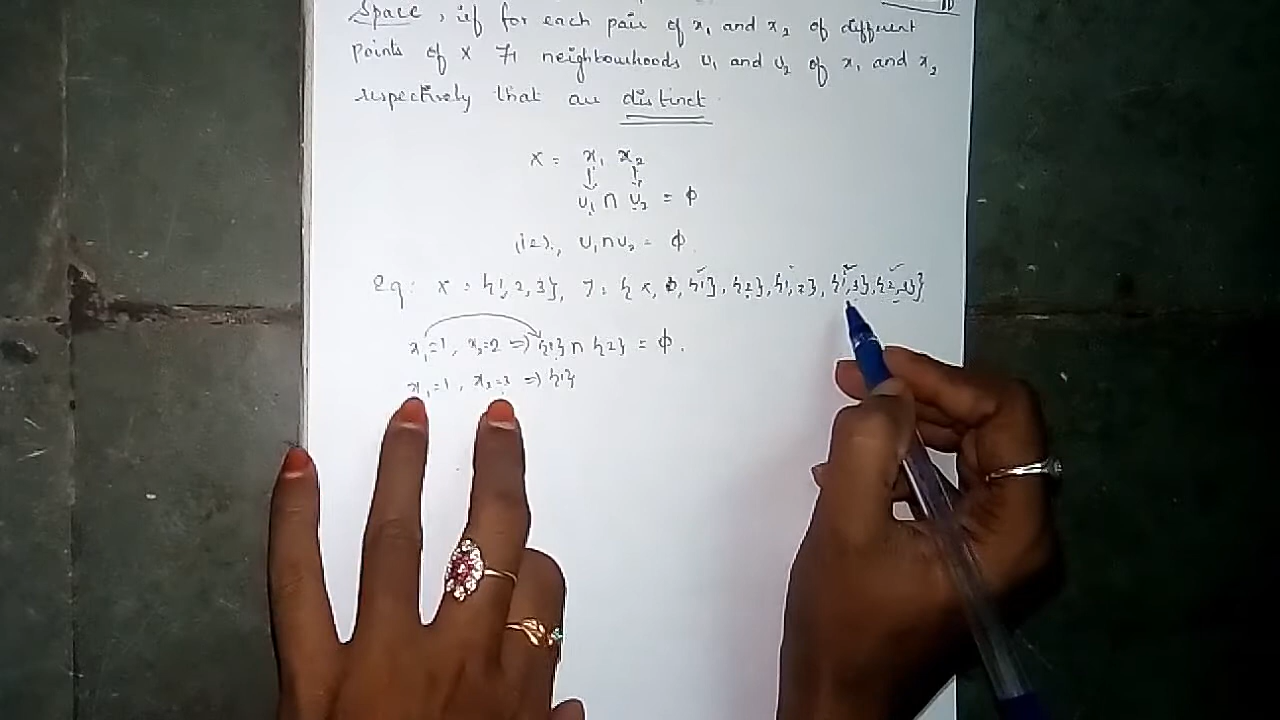 Space, if for each pair of x₁ and x₂ of different
points of X ∃ neighbourhoods U₁ and U₂ of x₁ and x₂
respectively that are distinct.
X = x₁ x₂
↓ ↓
U₁ ∩ U₂ = ϕ
(ie)., U₁∩U₂ = ϕ.
Eg: X = {1, 2, 3}, τ = {X, ϕ, {1}, {2}, {1, 2}, {1, 3}, {2, 3}}
x₁=1, x₂=2 => {1} ∩ {2} = ϕ.
x₁=1, x₂=3 => {1}